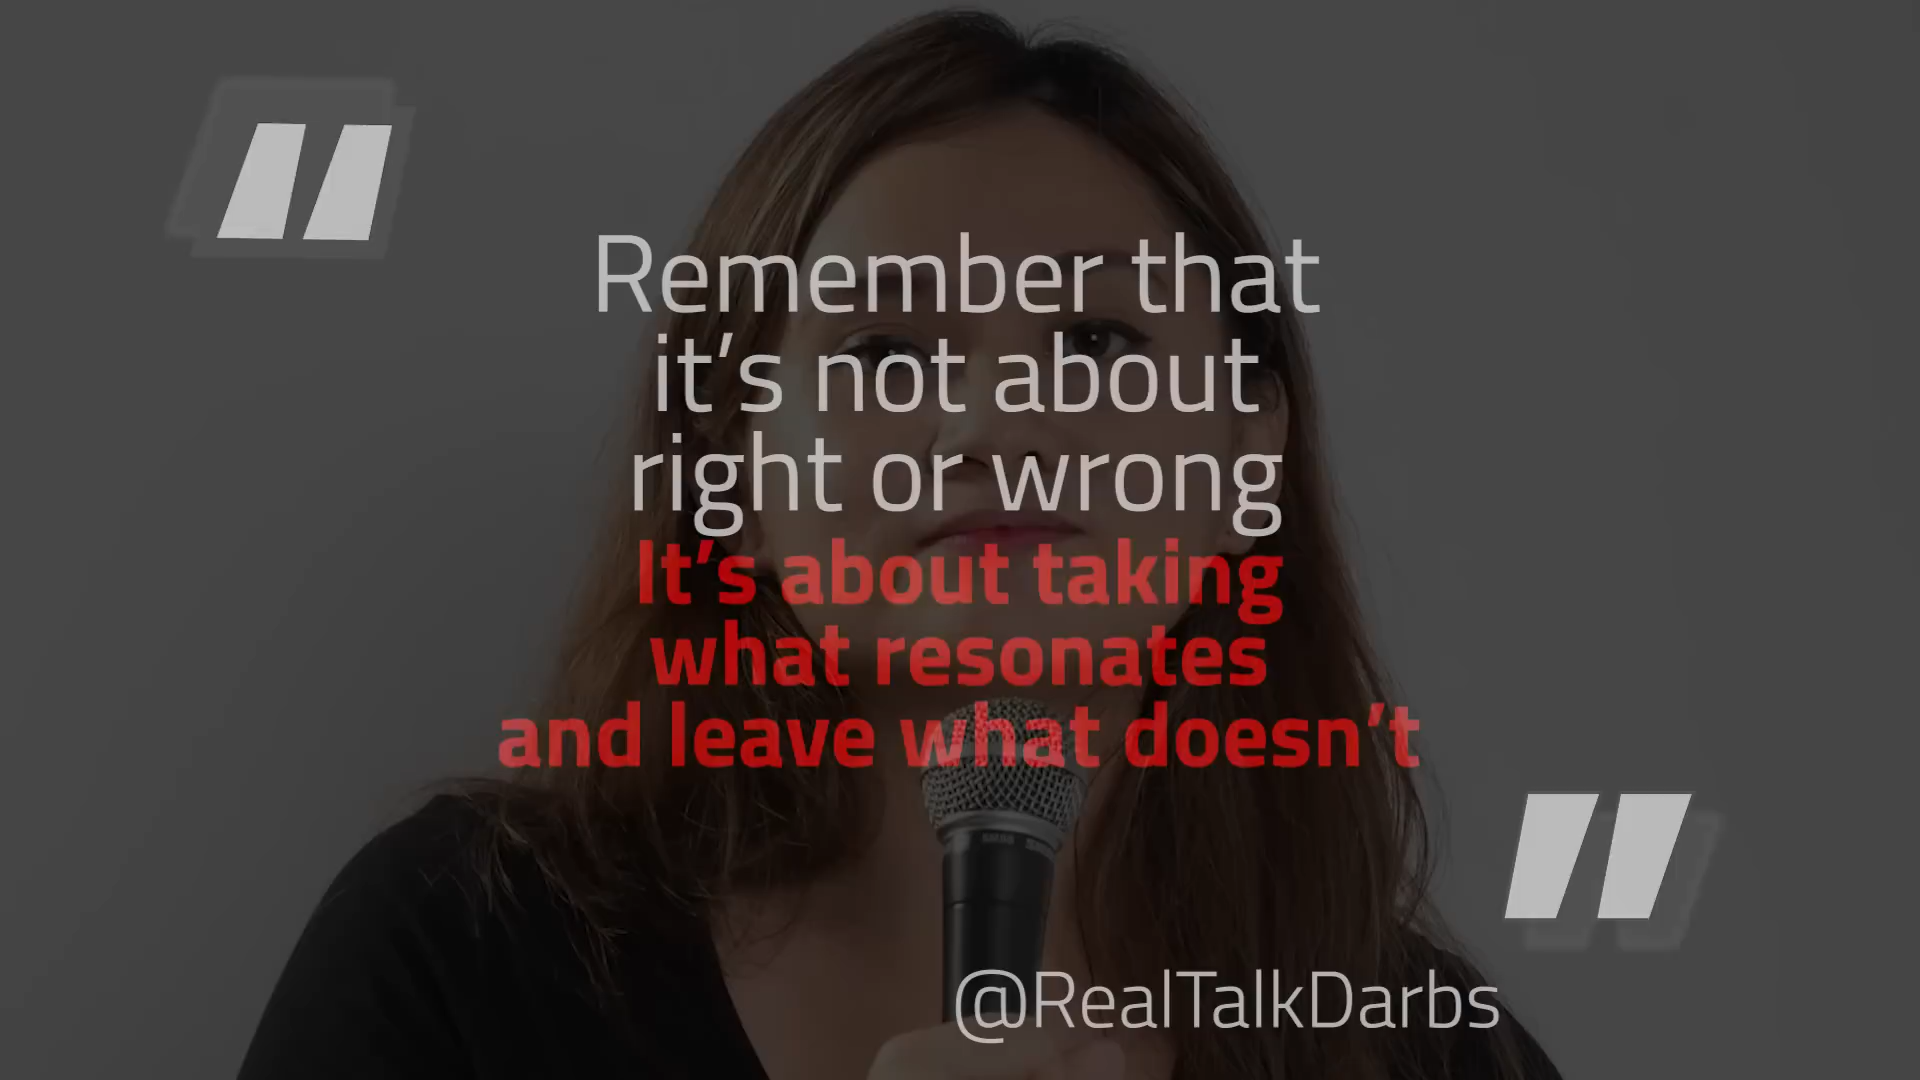 Remember that
it’s not about
right or wrong
It’s about taking
what resonates
and leave what doesn’t
@RealTalkDarbs